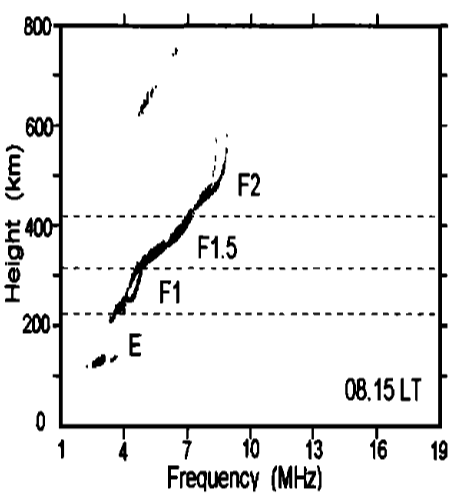 800
600
400
200
0
Height (km)
F2
F1.5
F1
E
08.15 LT
1 4 7 10 13 16 19
Frequency (MHz)